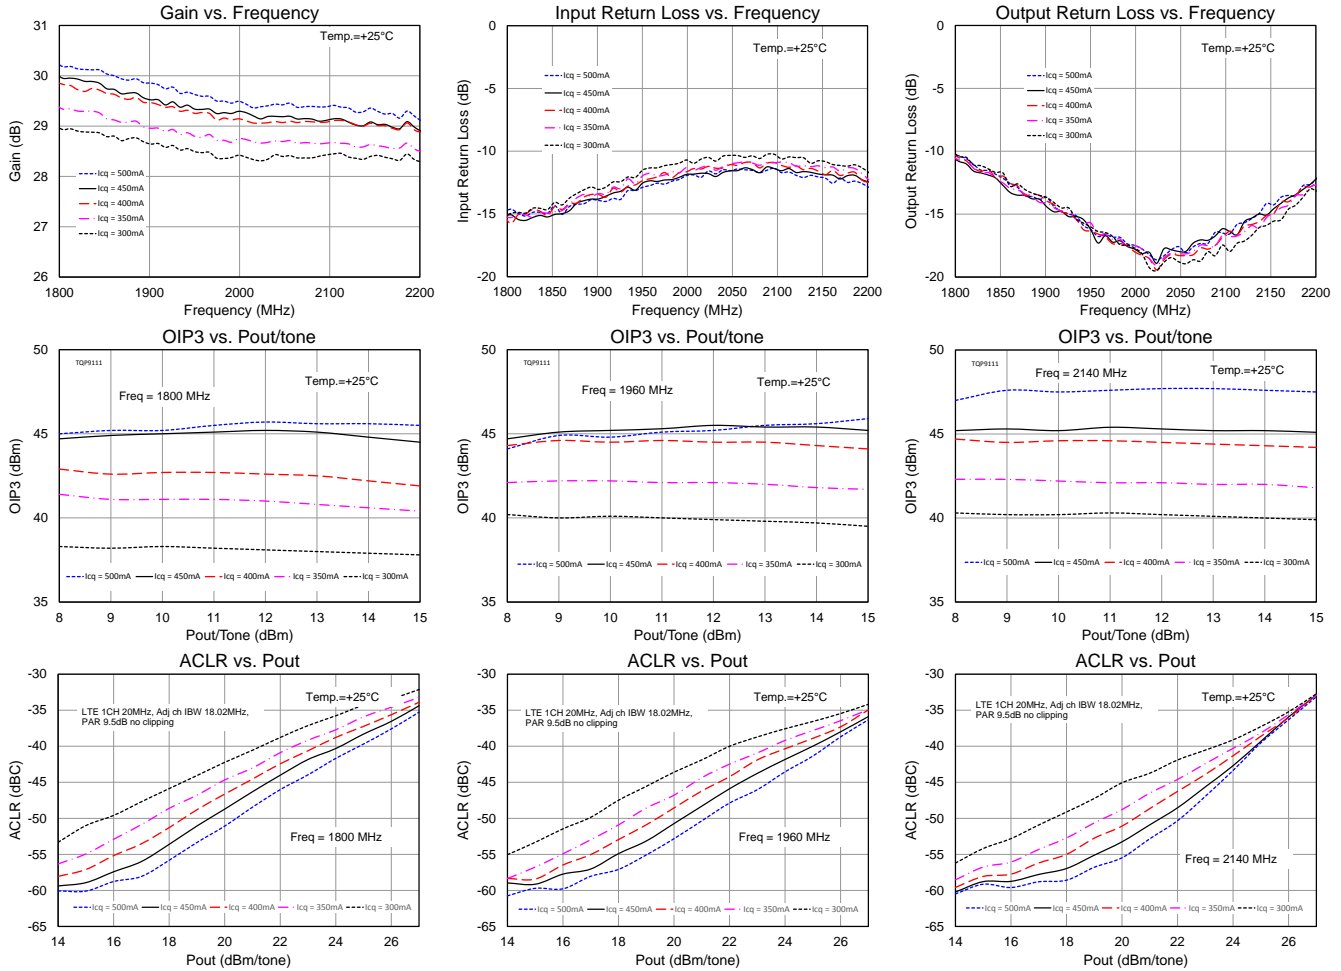 Gain vs. Frequency
31
30
29
28
27
26
Gain (dB)
Temp.=+25°C
Icq = 500mA
Icq = 450mA
Icq = 400mA
Icq = 350mA
Icq = 300mA
1800 1900 2000 2100 2200
Frequency (MHz)
Input Return Loss vs. Frequency
0
-5
-10
-15
-20
Input Return Loss (dB)
Temp.=+25°C
Icq = 500mA
Icq = 450mA
Icq = 400mA
Icq = 350mA
Icq = 300mA
1800 1850 1900 1950 2000 2050 2100 2150 2200
Frequency (MHz)
Output Return Loss vs. Frequency
0
-5
-10
-15
-20
Output Return Loss (dB)
Temp.=+25°C
Icq = 500mA
Icq = 450mA
Icq = 400mA
Icq = 350mA
Icq = 300mA
1800 1850 1900 1950 2000 2050 2100 2150 2200
Frequency (MHz)
OIP3 vs. Pout/tone
50
45
40
35
OIP3 (dBm)
TQP9111
Temp.=+25°C
Freq = 1800 MHz
Icq = 500mA Icq = 450mA Icq = 400mA Icq = 350mA Icq = 300mA
8 9 10 11 12 13 14 15
Pout/Tone (dBm)
OIP3 vs. Pout/tone
50
45
40
35
OIP3 (dBm)
TQP9111
Temp.=+25°C
Freq = 1960 MHz
Icq = 500mA Icq = 450mA Icq = 400mA Icq = 350mA Icq = 300mA
8 9 10 11 12 13 14 15
Pout/Tone (dBm)
OIP3 vs. Pout/tone
50
45
40
35
OIP3 (dBm)
TQP9111
Temp.=+25°C
Freq = 2140 MHz
Icq = 500mA Icq = 450mA Icq = 400mA Icq = 350mA Icq = 300mA
8 9 10 11 12 13 14 15
Pout/Tone (dBm)
ACLR vs. Pout
-30
-35
-40
-45
-50
-55
-60
-65
ACLR (dBC)
Temp.=+25°C
LTE 1CH 20MHz, Adj ch IBW 18.02MHz,
PAR 9.5dB no clipping
Freq = 1800 MHz
Icq = 500mA Icq = 450mA Icq = 400mA Icq = 350mA Icq = 300mA
14 16 18 20 22 24 26
Pout (dBm/tone)
ACLR vs. Pout
-30
-35
-40
-45
-50
-55
-60
-65
ACLR (dBC)
Temp.=+25°C
LTE 1CH 20MHz, Adj ch IBW 18.02MHz,
PAR 9.5dB no clipping
Freq = 1960 MHz
Icq = 500mA Icq = 450mA Icq = 400mA Icq = 350mA Icq = 300mA
14 16 18 20 22 24 26
Pout (dBm/tone)
ACLR vs. Pout
-30
-35
-40
-45
-50
-55
-60
-65
ACLR (dBC)
Temp.=+25°C
LTE 1CH 20MHz, Adj ch IBW 18.02MHz,
PAR 9.5dB no clipping
Freq = 2140 MHz
Icq = 500mA Icq = 450mA Icq = 400mA Icq = 350mA Icq = 300mA
14 16 18 20 22 24 26
Pout (dBm/tone)